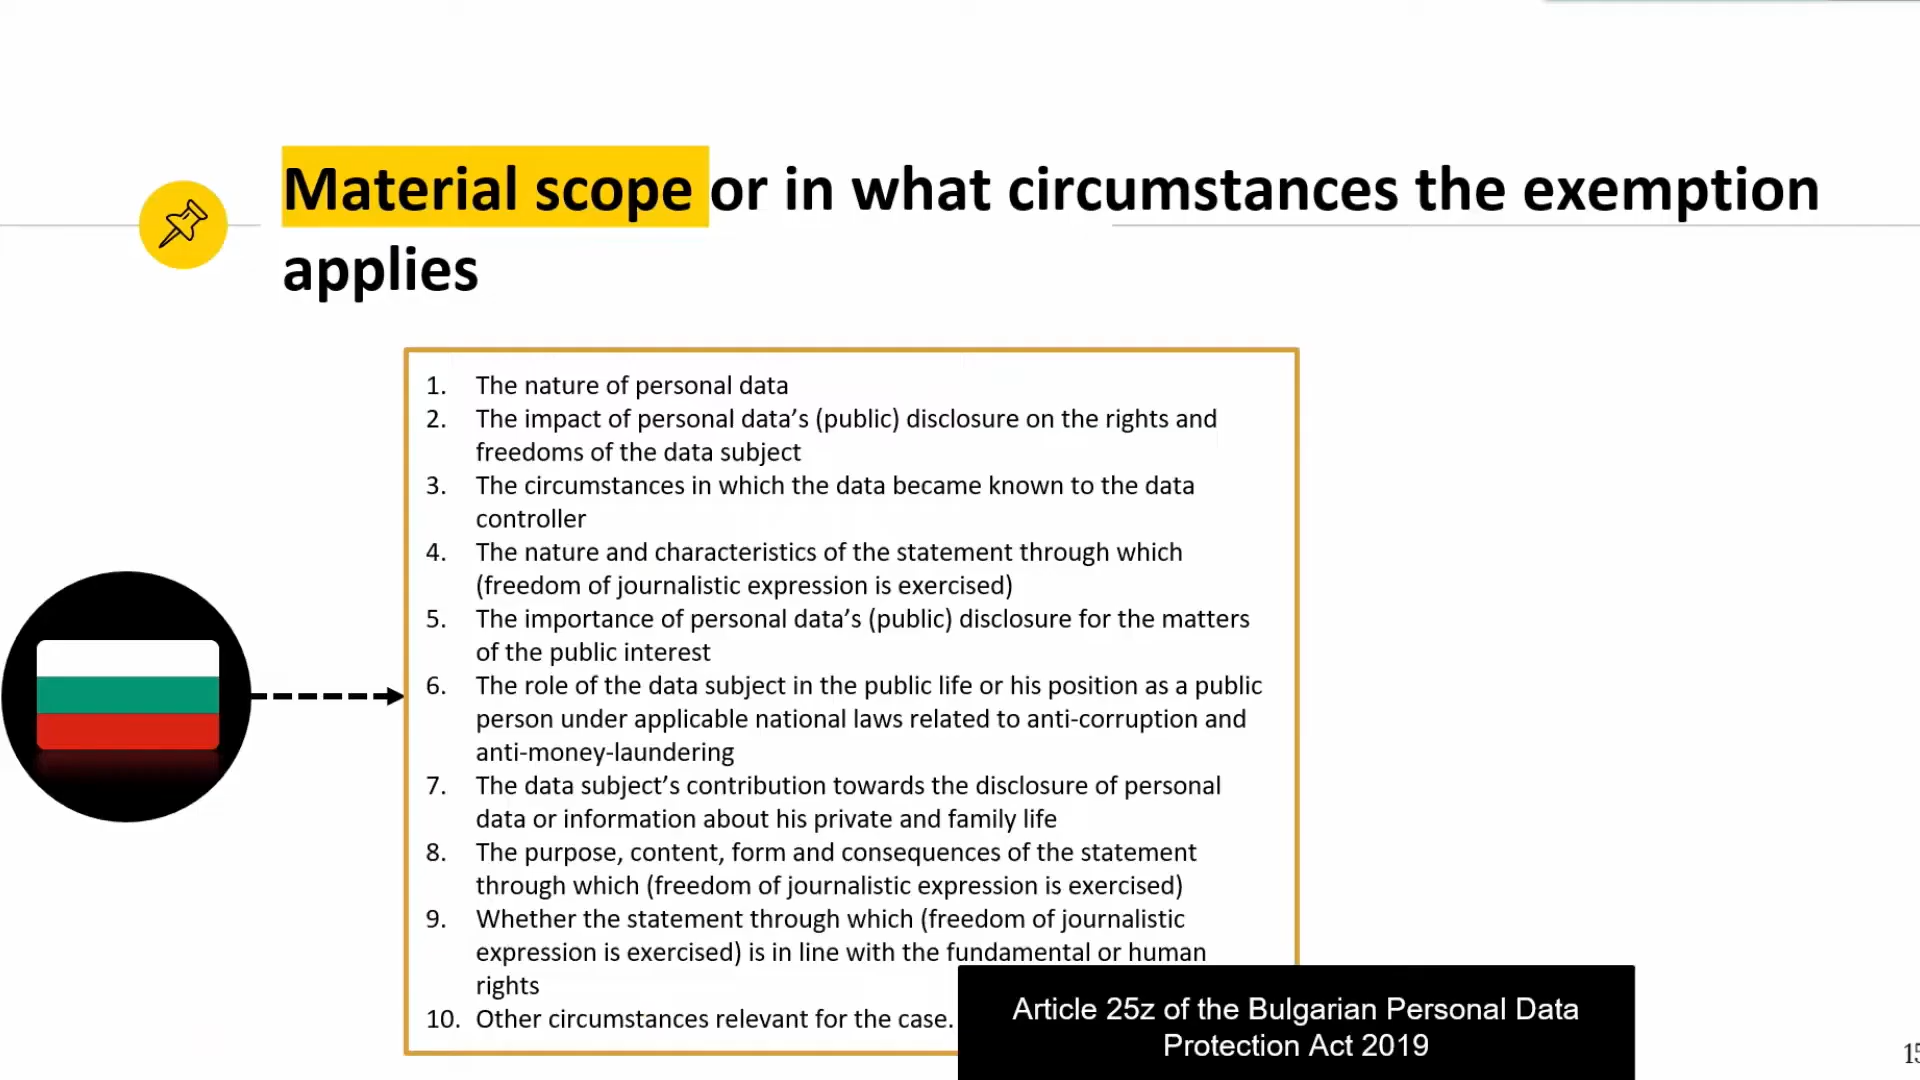 Material scope or in what circumstances the exemption
applies
1. The nature of personal data
2. The impact of personal data’s (public) disclosure on the rights and
freedoms of the data subject
3. The circumstances in which the data became known to the data
controller
4. The nature and characteristics of the statement through which
(freedom of journalistic expression is exercised)
5. The importance of personal data’s (public) disclosure for the matters
of the public interest
6. The role of the data subject in the public life or his position as a public
person under applicable national laws related to anti-corruption and
anti-money-laundering
7. The data subject’s contribution towards the disclosure of personal
data or information about his private and family life
8. The purpose, content, form and consequences of the statement
through which (freedom of journalistic expression is exercised)
9. Whether the statement through which (freedom of journalistic
expression is exercised) is in line with the fundamental or human
rights
10. Other circumstances relevant for the case.
Article 25z of the Bulgarian Personal Data
Protection Act 2019
15